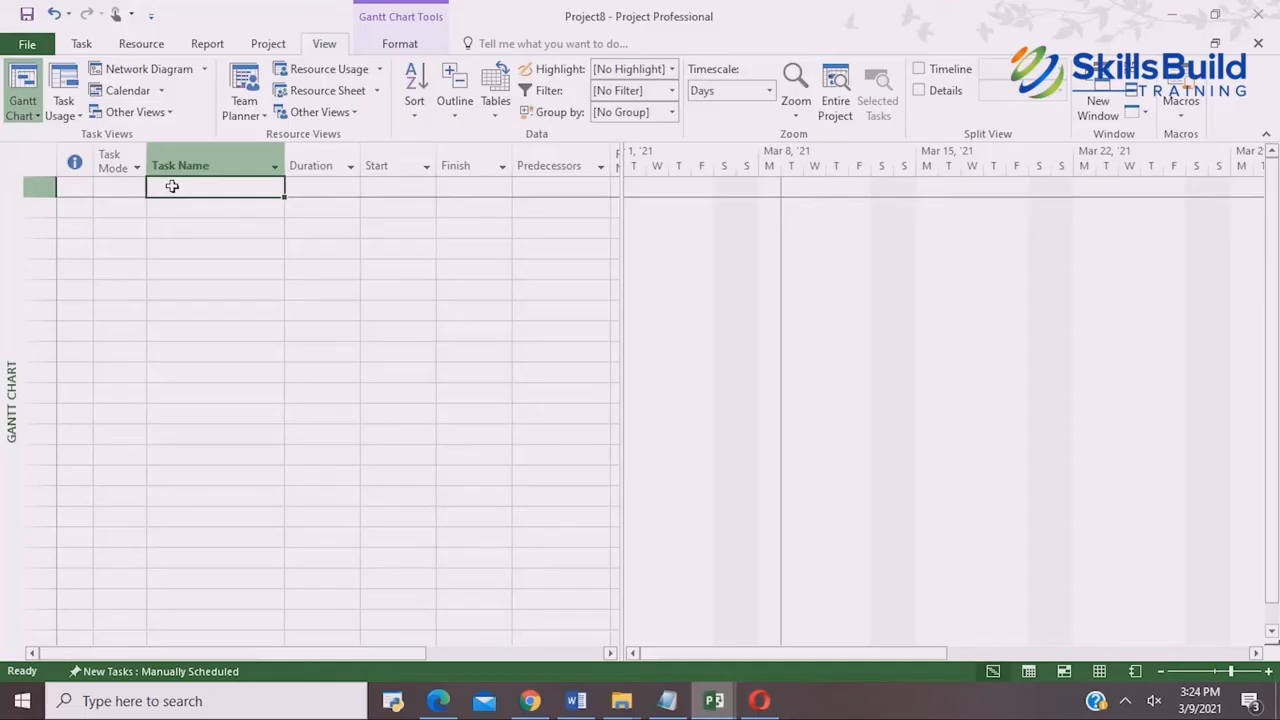 Gantt Chart Tools
Project8 - Project Professional
File
Task
Resource
Report
Project
View
Format
Tell me what you want to do...
SkillsBuild
TRAINING
Gantt
Chart
Task
Usage
Network Diagram
Calendar
Other Views
Task Views
Team
Planner
Resource Usage
Resource Sheet
Other Views
Resource Views
Sort
Outline
Tables
Highlight:
[No Highlight]
Filter:
[No Filter]
Group by:
[No Group]
Data
Timescale:
Days
Zoom
Entire
Project
Selected
Tasks
Zoom
Timeline
Details
Split View
New
Window
Window
Macros
Macros
Task
Mode
Task Name
Duration
Start
Finish
Predecessors
1, '21
Mar 8, '21
Mar 15, '21
Mar 22, '21
Mar 2
T W T F S S M T W T F S S M T W T F S S M T W T F S S M
GANTT CHART
Ready
New Tasks : Manually Scheduled
Type here to search
3:24 PM
3/9/2021
3